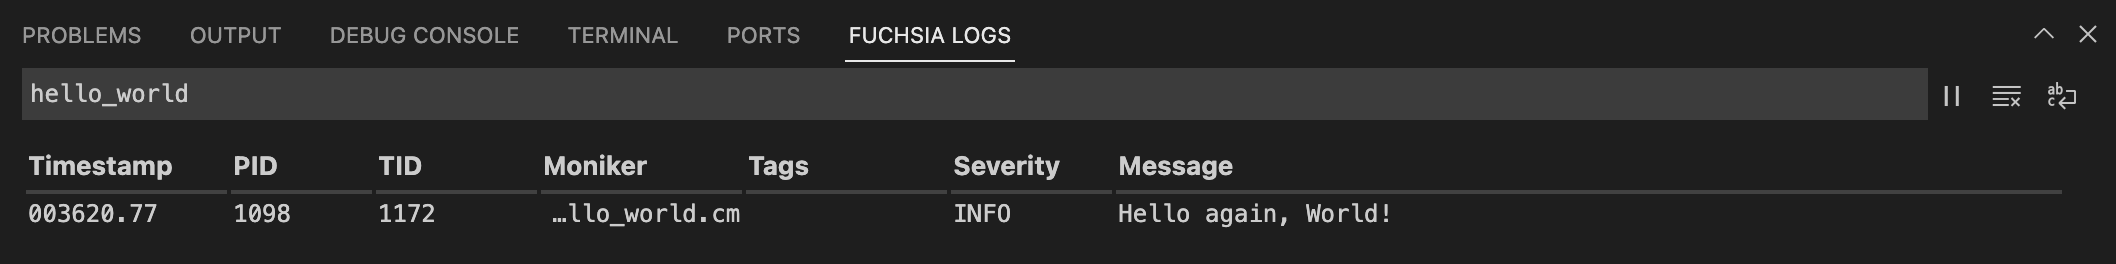 PROBLEMS OUTPUT DEBUG CONSOLE TERMINAL PORTS FUCHSIA LOGS
hello_world
Timestamp PID TID Moniker Tags Severity Message
003620.77 1098 1172 …llo_world.cm INFO Hello again, World!